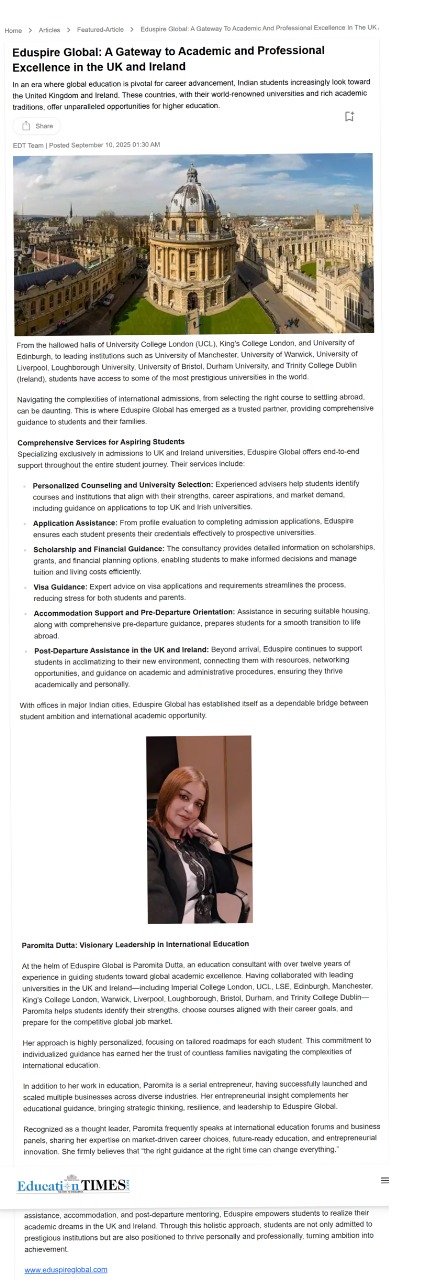 Home > Articles > Featured-Article > Eduspire Global: A Gateway To Academic And Professional Excellence In The UK
Eduspire Global: A Gateway to Academic and Professional
Excellence in the UK and Ireland
In an era where global education is pivotal for career advancement, Indian students increasingly look toward
the United Kingdom and Ireland. These countries, with their world-renowned universities and rich academic
traditions, offer unparalleled opportunities for higher education.
Share
EDT Team | Posted September 10, 2025 01:30 AM
From the hallowed halls of University College London (UCL), King's College London, and University of
Edinburgh, to leading institutions such as University of Manchester, University of Warwick, University of
Liverpool, Loughborough University, University of Bristol, Durham University, and Trinity College Dublin
(Ireland), students have access to some of the most prestigious universities in the world.
Navigating the complexities of international admissions, from selecting the right course to settling abroad,
can be daunting. This is where Eduspire Global has emerged as a trusted partner, providing comprehensive
guidance to students and their families.
Comprehensive Services for Aspiring Students
Specializing exclusively in admissions to UK and Ireland universities, Eduspire Global offers end-to-end
support throughout the entire student journey. Their services include:
Personalized Counseling and University Selection: Experienced advisers help students identify
courses and institutions that align with their strengths, career aspirations, and market demand,
including guidance on applications to top UK and Irish universities.
Application Assistance: From profile evaluation to completing admission applications, Eduspire
ensures each student presents their credentials effectively to prospective universities.
Scholarship and Financial Guidance: The consultancy provides detailed information on scholarships,
grants, and financial planning options, enabling students to make informed decisions and manage
tuition and living costs efficiently.
Visa Guidance: Expert advice on visa applications and requirements streamlines the process,
reducing stress for both students and parents.
Accommodation Support and Pre-Departure Orientation: Assistance in securing suitable housing,
along with comprehensive pre-departure guidance, prepares students for a smooth transition to life
abroad.
Post-Departure Assistance in the UK and Ireland: Beyond arrival, Eduspire continues to support
students in acclimatizing to their new environment, connecting them with resources, networking
opportunities, and guidance on academic and administrative procedures, ensuring they thrive
academically and personally.
With offices in major Indian cities, Eduspire Global has established itself as a dependable bridge between
student ambition and international academic opportunity.
Paromita Dutta: Visionary Leadership in International Education
At the helm of Eduspire Global is Paromita Dutta, an education consultant with over twelve years of
experience in guiding students toward global academic excellence. Having collaborated with leading
universities in the UK and Ireland—including Imperial College London, UCL, LSE, Edinburgh, Manchester,
King's College London, Warwick, Liverpool, Loughborough, Bristol, Durham, and Trinity College Dublin—
Paromita helps students identify their strengths, choose courses aligned with their career goals, and
prepare for the competitive global job market.
Her approach is highly personalized, focusing on tailored roadmaps for each student. This commitment to
individualized guidance has earned her the trust of countless families navigating the complexities of
international education.
In addition to her work in education, Paromita is a serial entrepreneur, having successfully launched and
scaled multiple businesses across diverse industries. Her entrepreneurial insight complements her
educational guidance, bringing strategic thinking, resilience, and leadership to Eduspire Global.
Recognized as a thought leader, Paromita frequently speaks at international education forums and business
panels, sharing her expertise on market-driven career choices, future-ready education, and entrepreneurial
innovation. She firmly believes that "the right guidance at the right time can change everything."
Education TIMES
assistance, accommodation, and post-departure mentoring, Eduspire empowers students to realize their
academic dreams in the UK and Ireland. Through this holistic approach, students are not only admitted to
prestigious institutions but are also positioned to thrive personally and professionally, turning ambition into
achievement.
www.eduspireglobal.com